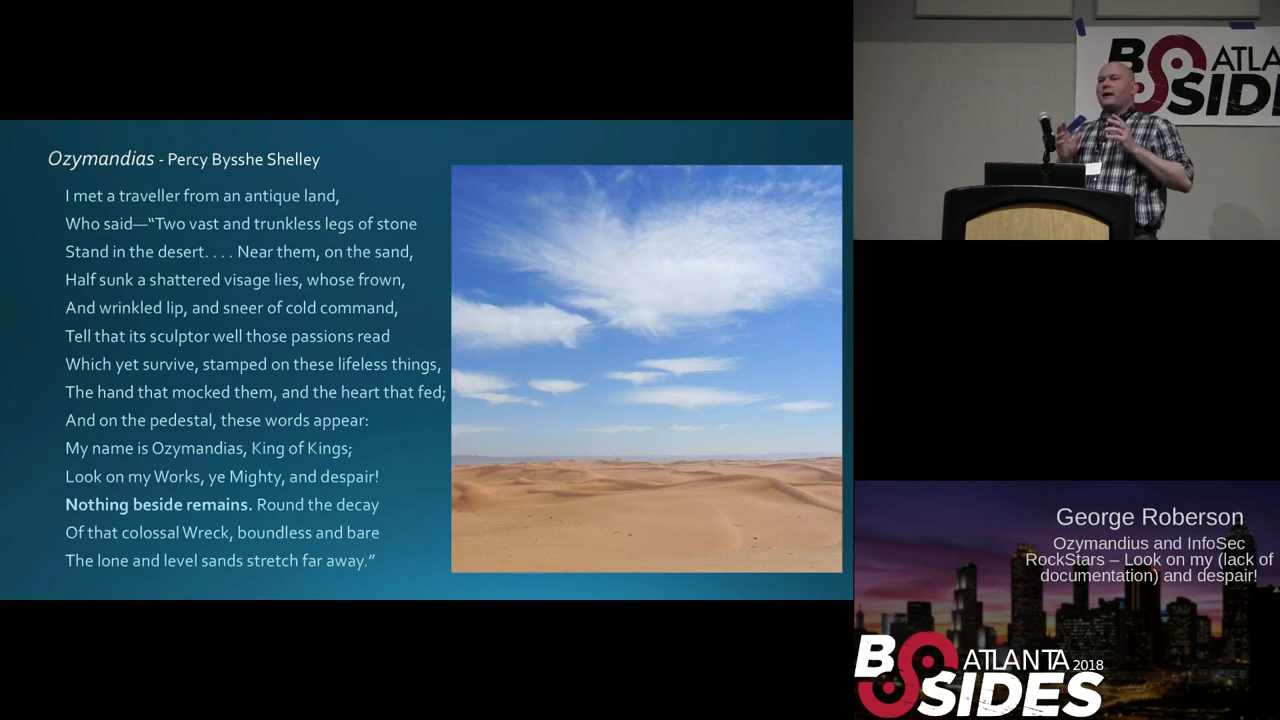 Ozymandias - Percy Bysshe Shelley
I met a traveller from an antique land,
Who said—“Two vast and trunkless legs of stone
Stand in the desert. . . . Near them, on the sand,
Half sunk a shattered visage lies, whose frown,
And wrinkled lip, and sneer of cold command,
Tell that its sculptor well those passions read
Which yet survive, stamped on these lifeless things,
The hand that mocked them, and the heart that fed;
And on the pedestal, these words appear:
My name is Ozymandias, King of Kings;
Look on my Works, ye Mighty, and despair!
Nothing beside remains. Round the decay
Of that colossal Wreck, boundless and bare
The lone and level sands stretch far away.”
B ATLA
SIDE
George Roberson
Ozymandius and InfoSec
RockStars – Look on my (lack of
documentation) and despair!
B ATLANTA 2018
SIDES